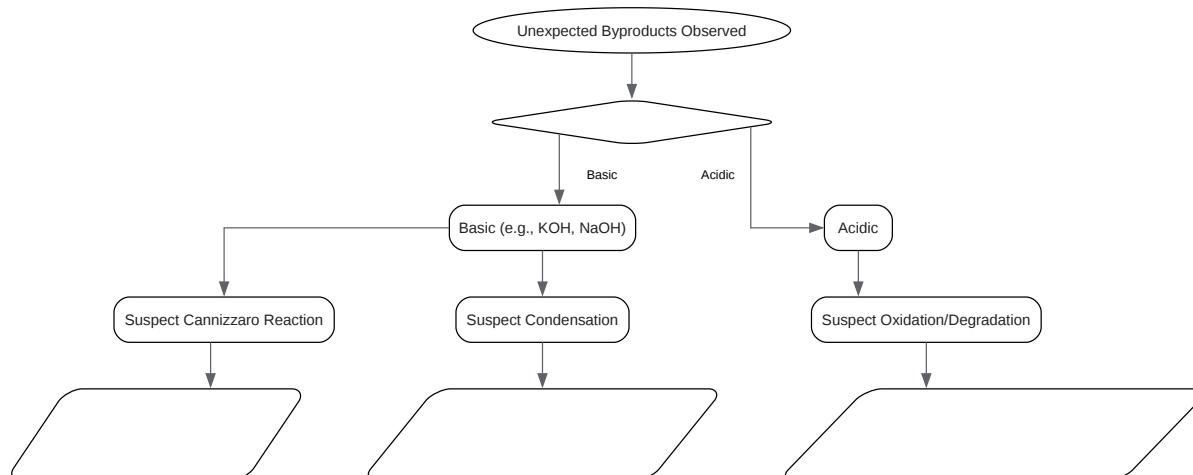 Unexpected Byproducts Observed
Basic
Acidic
Basic (e.g., KOH, NaOH)
Acidic
Suspect Cannizzaro Reaction
Suspect Condensation
Suspect Oxidation/Degradation